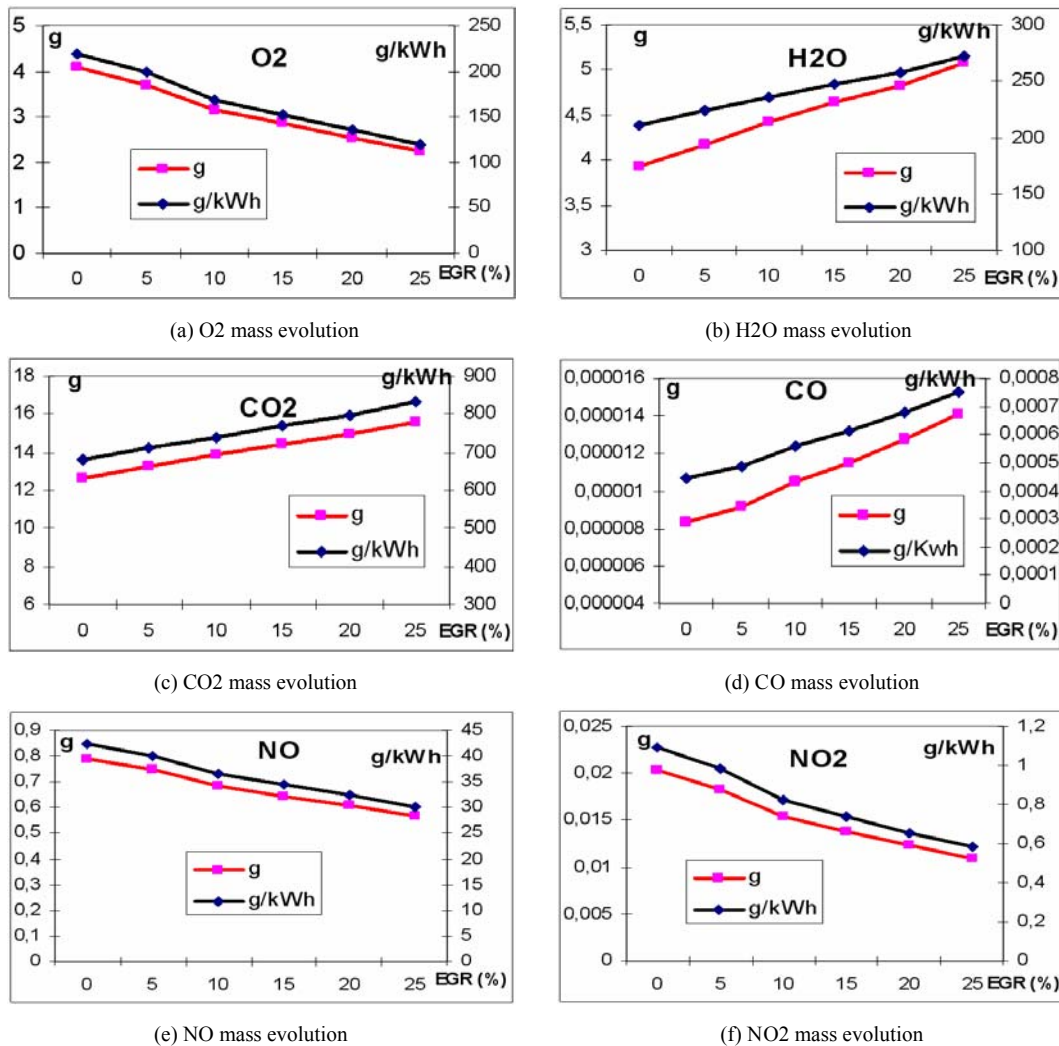 g O2 g/kWh
5 250
4 200
3 150
2 100
1 50
0 0
g
g/kWh
0 5 10 15 20 25 EGR (%)
(a) O2 mass evolution
g H2O g/kWh
5,5 300
5 250
4,5
4 200
3,5 150
3 100
g
g/kWh
0 5 10 15 20 25 EGR (%)
(b) H2O mass evolution
g CO2 g/kWh
18 900
16 800
14 700
12 600
10 500
8 400
6 300
g
g/kWh
0 5 10 15 20 25 EGR (%)
(c) CO2 mass evolution
g CO g/kWh
0,000016 0,0008
0,000014 0,0007
0,000012 0,0006
0,00001 0,0005
0,000008 0,0004
0,000006 0,0003
0,000004 0,0002
0,0001
0
g
g/Kwh
0 5 10 15 20 25 EGR (%)
(d) CO mass evolution
g NO g/kWh
0,9 45
0,8 40
0,7 35
0,6 30
0,5 25
0,4 20
0,3 15
0,2 10
0,1 5
0 0
g
g/kWh
0 5 10 15 20 25 EGR (%)
(e) NO mass evolution
g NO2 g/kWh
0,025 1,2
0,02 1
0,015 0,8
0,01 0,6
0,005 0,4
0 0,2
0
g
g/kWh
0 5 10 15 20 25 EGR (%)
(f) NO2 mass evolution